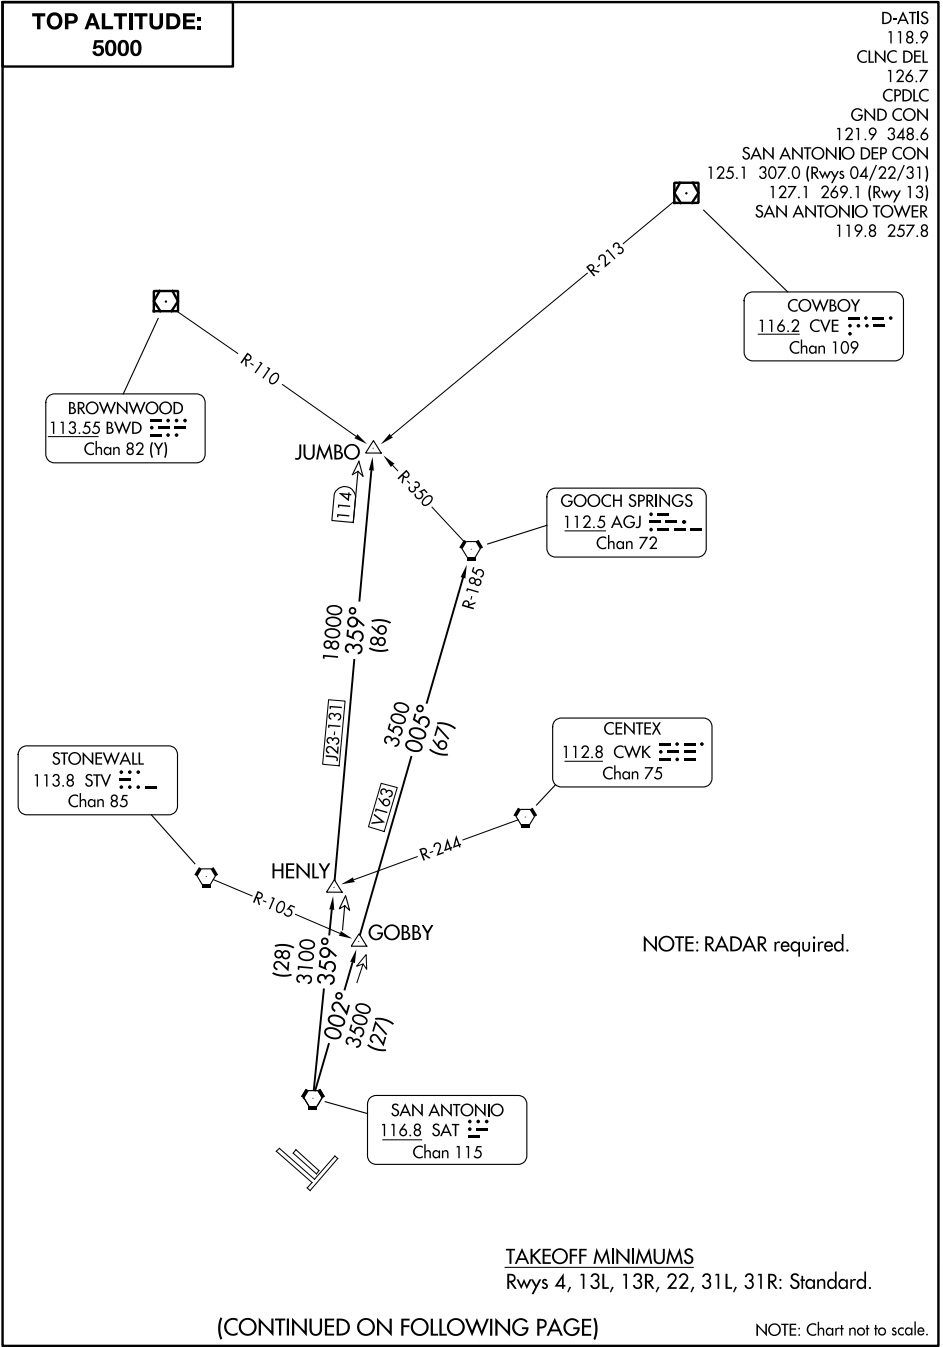 TOP ALTITUDE:
5000
D-ATIS
118.9
CLNC DEL
126.7
CPDLC
GND CON
121.9 348.6
SAN ANTONIO DEP CON
125.1 307.0 (Rwys 04/22/31)
127.1 269.1 (Rwy 13)
SAN ANTONIO TOWER
119.8 257.8
R-213
COWBOY
116.2 CVE
Chan 109
R-110
BROWNWOOD
113.55 BWD
Chan 82 (Y)
JUMBO
R-350
114
GOOCH SPRINGS
112.5 AGJ
Chan 72
R-185
18000
359°
(86)
J23-131
3500
005°
(67)
V163
CENTEX
112.8 CWK
Chan 75
STONEWALL
113.8 STV
Chan 85
R-244
HENLY
R-105
GOBBY
NOTE: RADAR required.
(28)
3100
359°
002°
3500
(27)
SAN ANTONIO
116.8 SAT
Chan 115
TAKEOFF MINIMUMS
Rwys 4, 13L, 13R, 22, 31L, 31R: Standard.
(CONTINUED ON FOLLOWING PAGE)
NOTE: Chart not to scale.